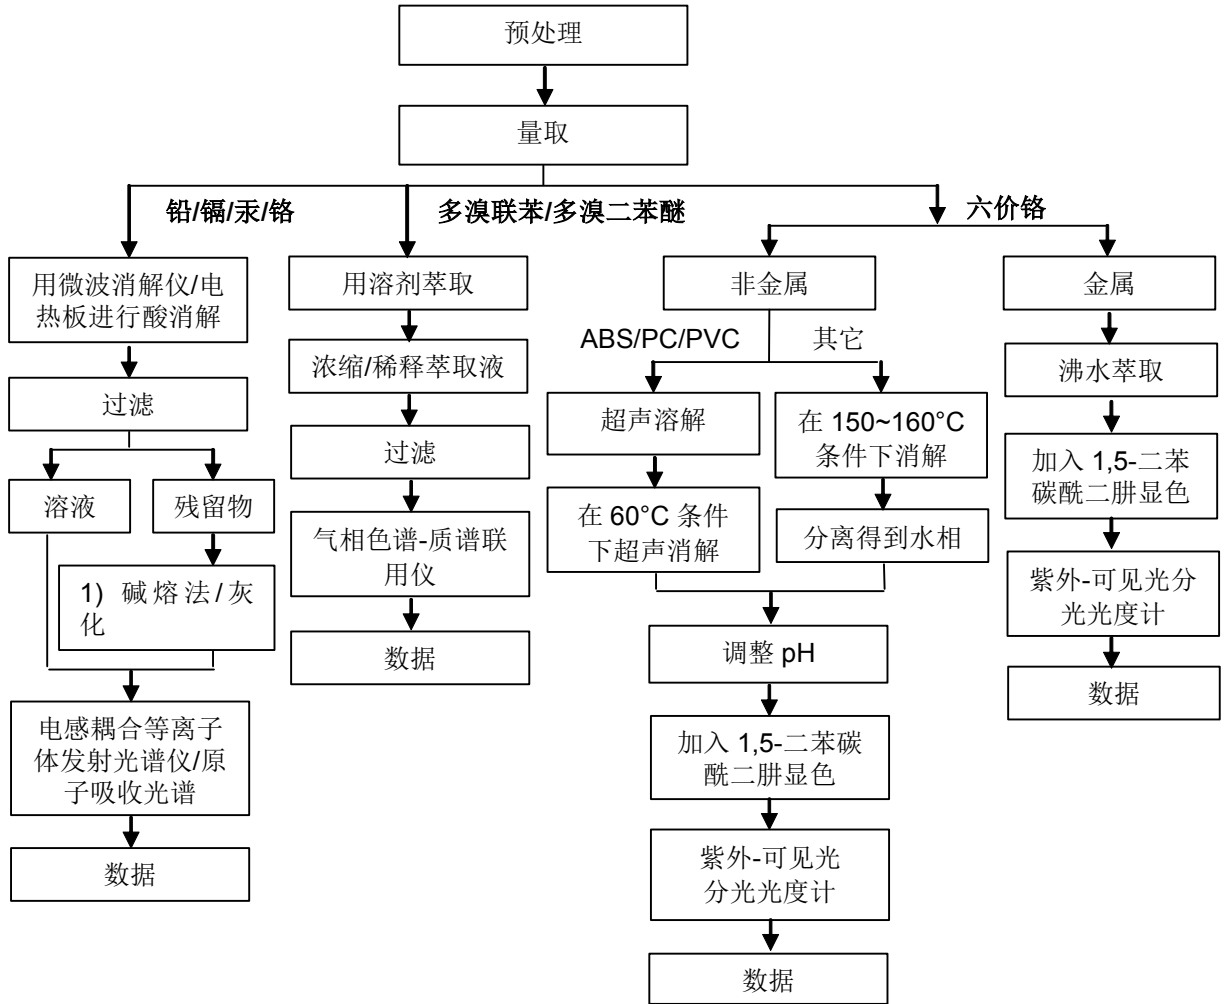 预处理
量取
铅/镉/汞/铬
多溴联苯/多溴二苯醚
六价铬
用微波消解仪/电
热板进行酸消解
过滤
溶液
残留物
1) 碱熔法/灰
化
电感耦合等离子
体发射光谱仪/原
子吸收光谱
数据
用溶剂萃取
浓缩/稀释萃取液
过滤
气相色谱-质谱联
用仪
数据
非金属
ABS/PC/PVC
其它
超声溶解
在 60°C 条件
下超声消解
在 150~160°C
条件下消解
分离得到水相
调整 pH
加入 1,5-二苯碳
酰二肼显色
紫外-可见光
分光光度计
数据
金属
沸水萃取
加入 1,5-二苯
碳酰二肼显色
紫外-可见光分
光光度计
数据